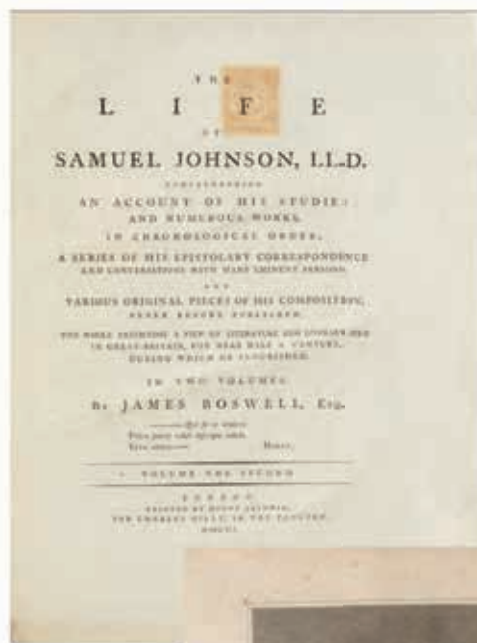 THE
L I F E
OF
SAMUEL JOHNSON, LL.D.
COMPREHENDING
AN ACCOUNT OF HIS STUDIES
AND NUMEROUS WORKS,
IN CHRONOLOGICAL ORDER;
A SERIES OF HIS EPISTOLARY CORRESPONDENCE
AND CONVERSATIONS WITH MANY EMINENT PERSONS;
AND
VARIOUS ORIGINAL PIECES OF HIS COMPOSITION,
NEVER BEFORE PUBLISHED.
THE WHOLE EXHIBITING A VIEW OF LITERATURE AND LITERARY MEN
IN GREAT-BRITAIN, FOR NEAR HALF A CENTURY,
DURING WHICH HE FLOURISHED.
IN TWO VOLUMES.
By JAMES BOSWELL, Esq.
VOLUME THE SECOND
LONDON
PRINTED BY HENRY BALDWIN,
FOR CHARLES DILLY, IN THE POULTRY.